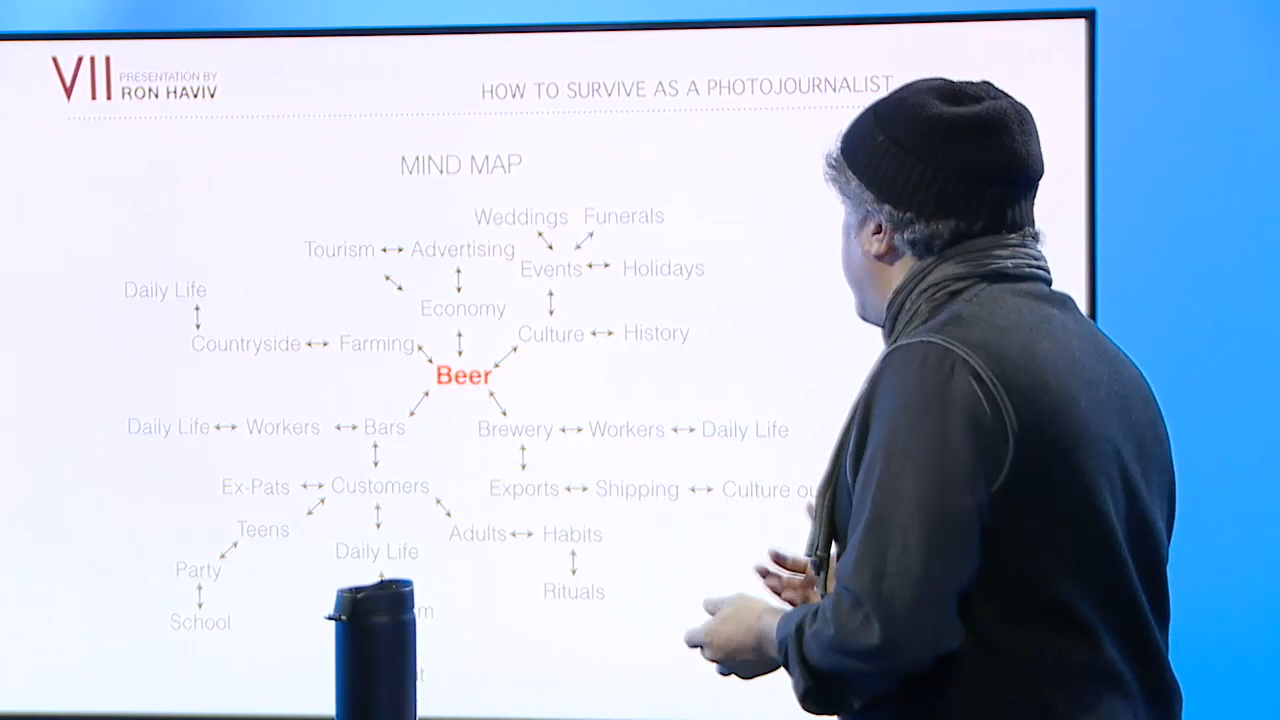 VII PRESENTATION BY
RON HAVIV
HOW TO SURVIVE AS A PHOTOJOURNALIST
MIND MAP
Weddings Funerals
Tourism Advertising
Events Holidays
Daily Life
Economy
Culture History
Countryside Farming
Beer
Daily Life Workers Bars
Brewery Workers Daily Life
Ex-Pats Customers
Exports Shipping Culture
Teens
Adults Habits
Daily Life
Party
Rituals
School